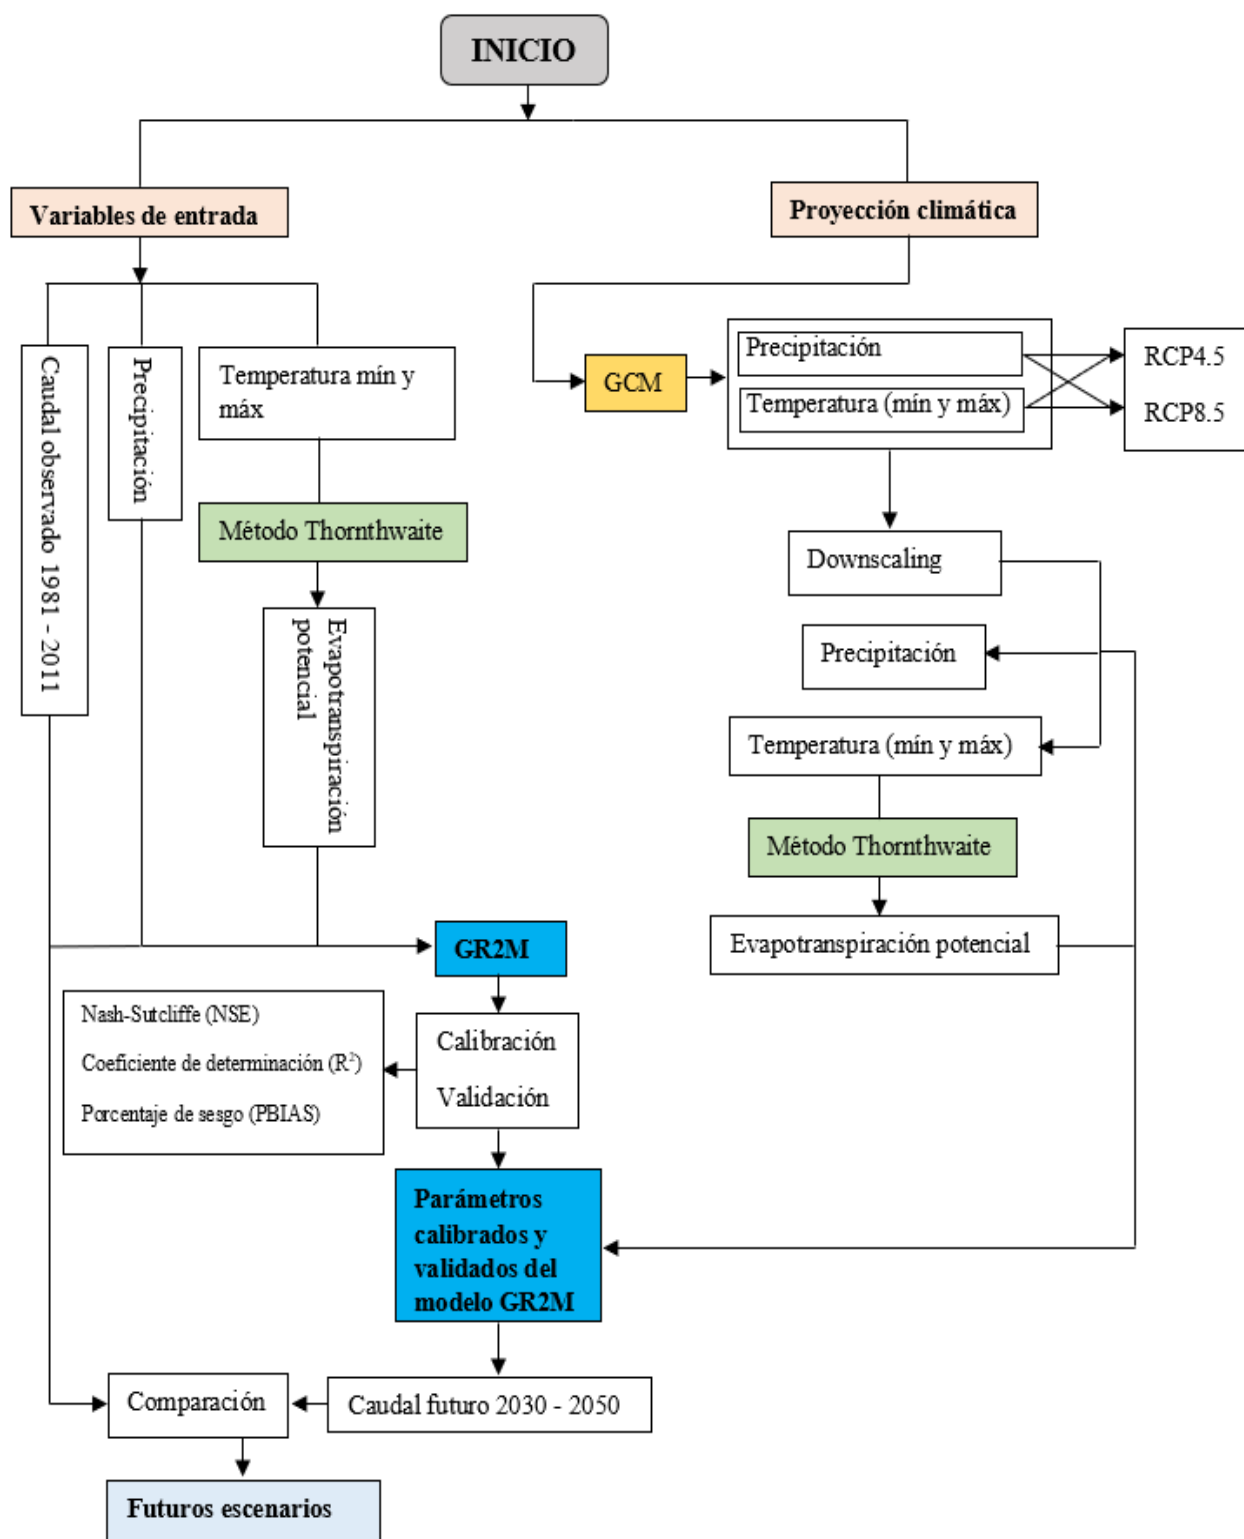 INICIO
Variables de entrada
Proyección climática
Caudal observado 1981 - 2011
Precipitación
Temperatura mín y
máx
Método Thornthwaite
Evapotranspiración
potencial
GCM
Precipitación
Temperatura (mín y máx)
RCP4.5
RCP8.5
Downscaling
Precipitación
Temperatura (mín y máx)
Método Thornthwaite
Evapotranspiración potencial
GR2M
Nash-Sutcliffe (NSE)
Coeficiente de determinación (R²)
Porcentaje de sesgo (PBIAS)
Calibración
Validación
Parámetros
calibrados y
validados del
modelo GR2M
Comparación
Caudal futuro 2030 - 2050
Futuros escenarios